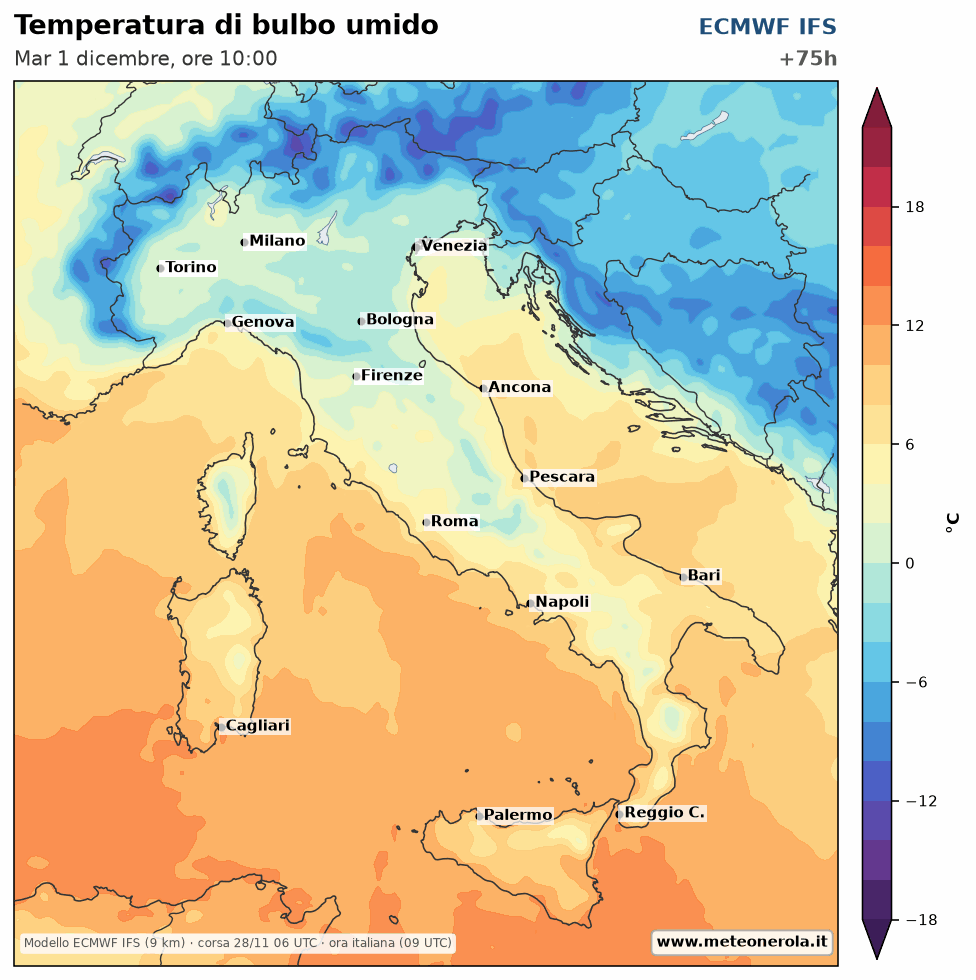 Temperatura di bulbo umido
ECMWF IFS
Mar 1 dicembre, ore 10:00
+75h
Milano
Venezia
Torino
Genova
Bologna
Firenze
Ancona
Pescara
Roma
Bari
Napoli
Cagliari
Palermo
Reggio C.
18
12
6
0
−6
−12
−18
°C
Modello ECMWF IFS (9 km) · corsa 28/11 06 UTC · ora italiana (09 UTC)
www.meteonerola.it